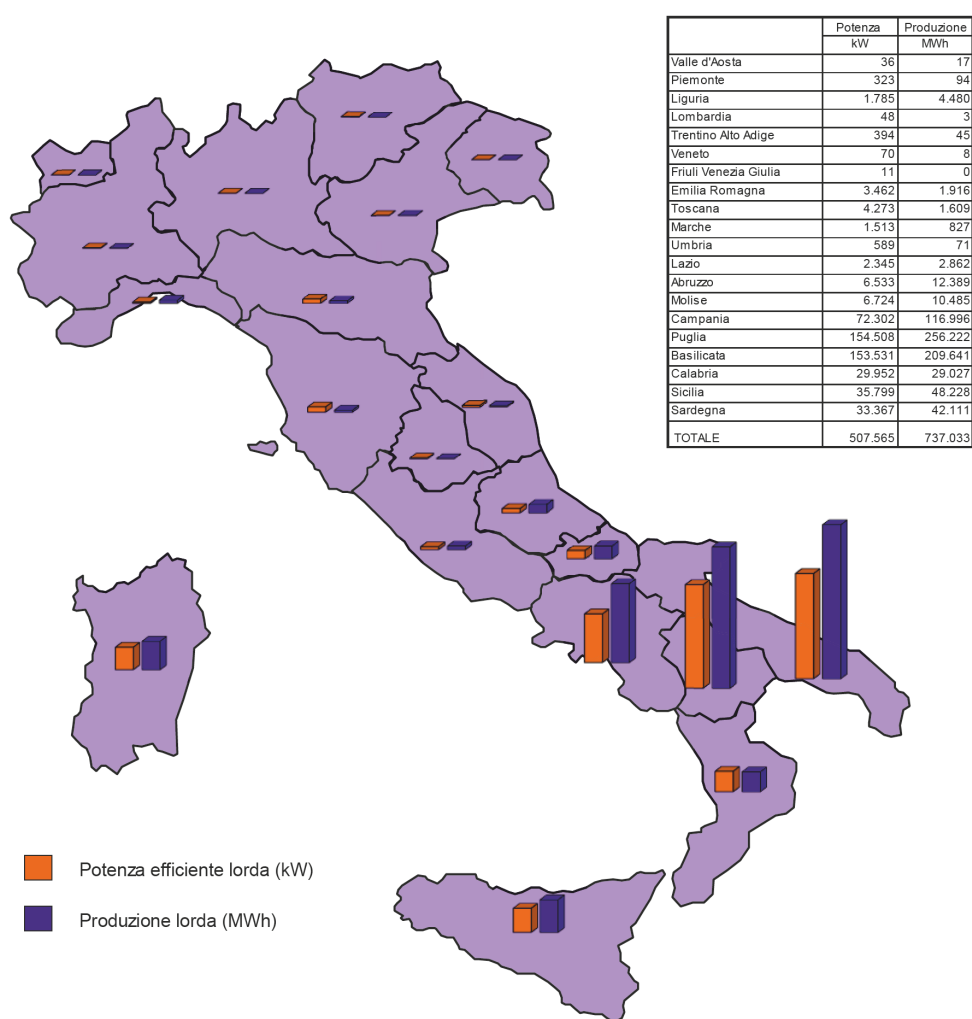 Potenza Produzione
kW MWh
Valle d'Aosta 36 17
Piemonte 323 94
Liguria 1.785 4.480
Lombardia 48 3
Trentino Alto Adige 394 45
Veneto 70 8
Friuli Venezia Giulia 11 0
Emilia Romagna 3.462 1.916
Toscana 4.273 1.609
Marche 1.513 827
Umbria 589 71
Lazio 2.345 2.862
Abruzzo 6.533 12.389
Molise 6.724 10.485
Campania 72.302 116.996
Puglia 154.508 256.222
Basilicata 153.531 209.641
Calabria 29.952 29.027
Sicilia 35.799 48.228
Sardegna 33.367 42.111
TOTALE 507.565 737.033
Potenza efficiente lorda (kW)
Produzione lorda (MWh)